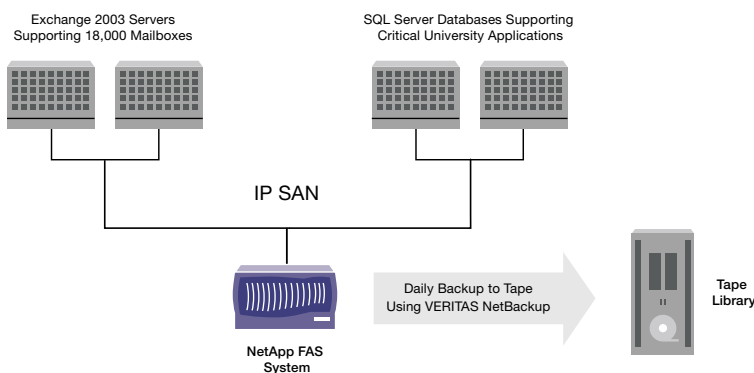 Exchange 2003 Servers
Supporting 18,000 Mailboxes
SQL Server Databases Supporting
Critical University Applications
IP SAN
Daily Backup to Tape
Using VERITAS NetBackup
Tape
Library
NetApp FAS
System